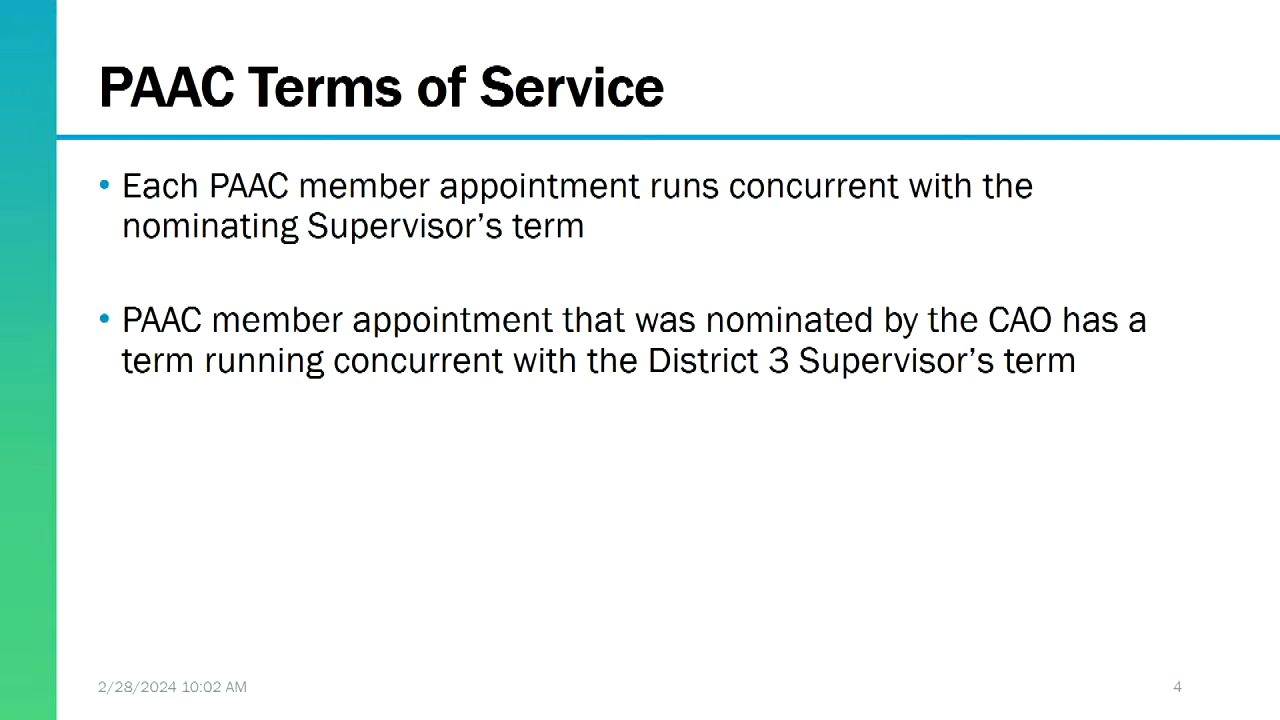 PAAC Terms of Service
• Each PAAC member appointment runs concurrent with the
nominating Supervisor’s term
• PAAC member appointment that was nominated by the CAO has a
term running concurrent with the District 3 Supervisor’s term
2/28/2024 10:02 AM
4